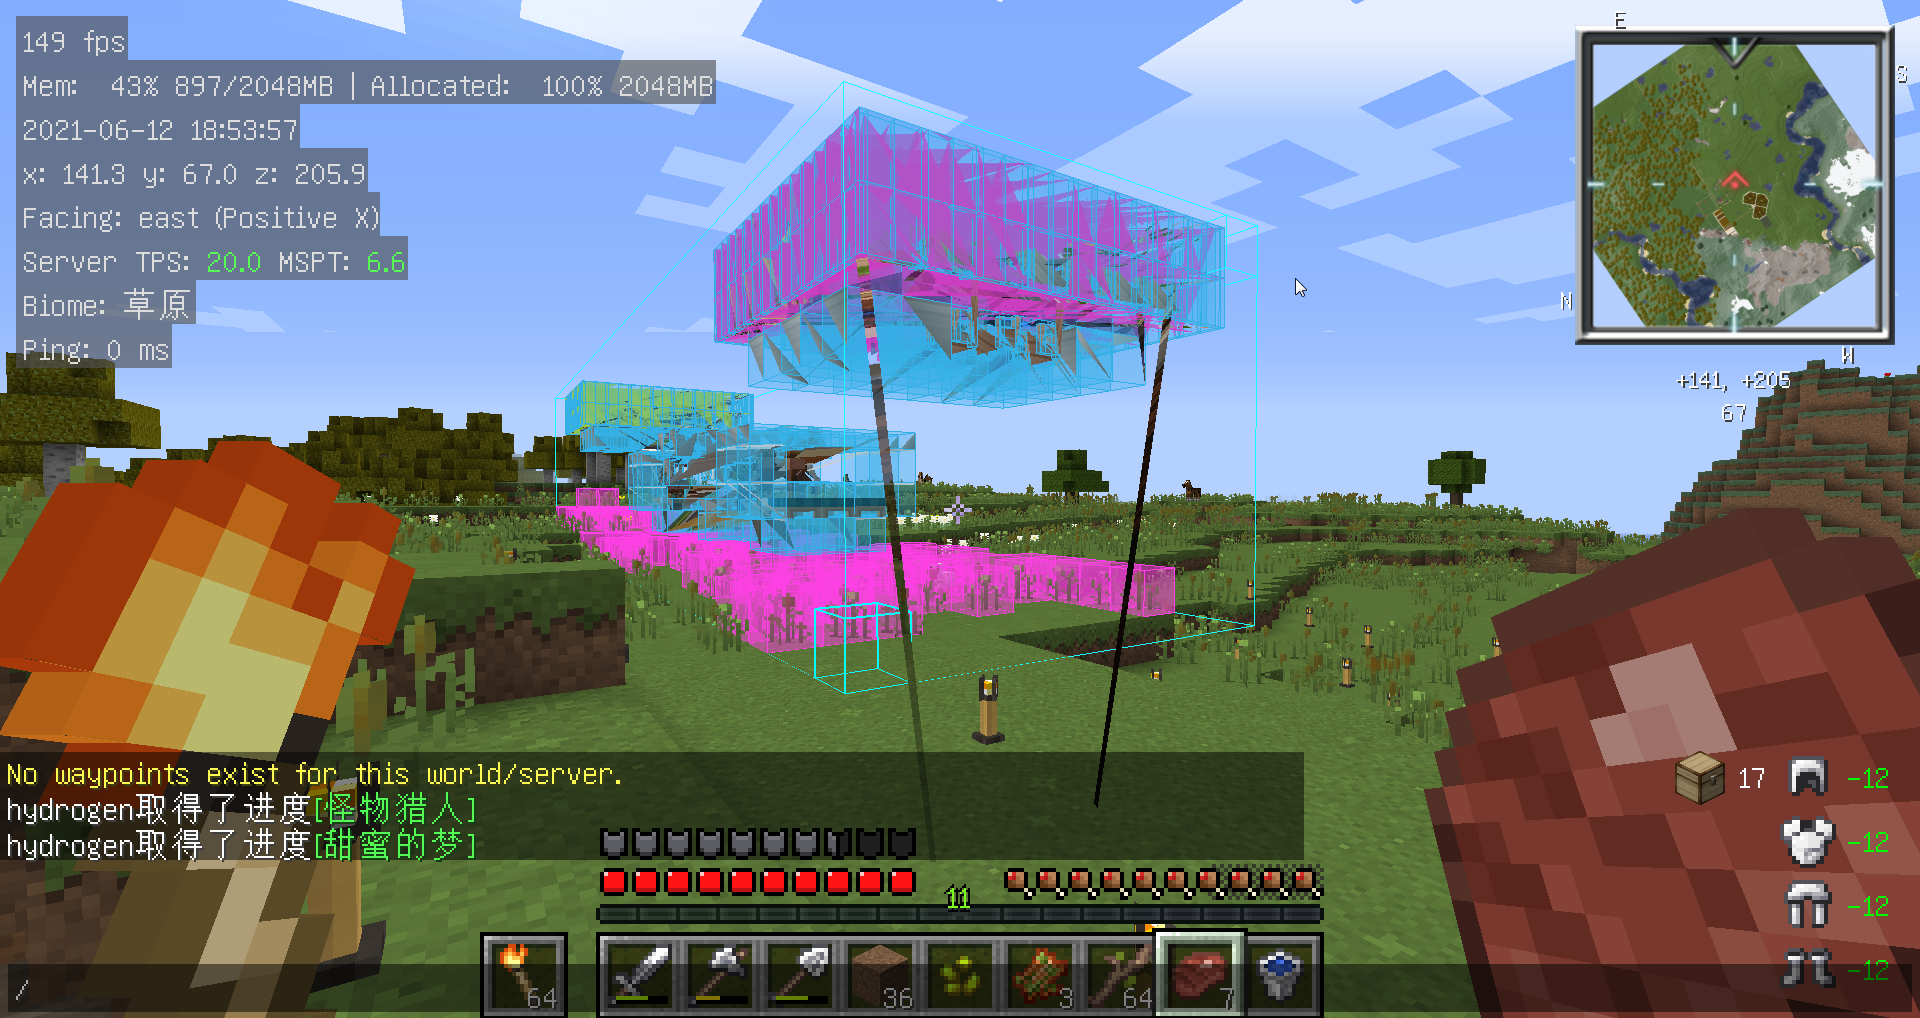 149 fps
Mem: 43% 897/2048MB | Allocated: 100% 2048MB
2021-06-12 18:53:57
x: 141.3 y: 67.0 z: 205.9
Facing: east (Positive X)
Server TPS: 20.0 MSPT: 6.6
Biome: 草原
Ping: 0 ms
E
S
N
W
+141, +205
67
No waypoints exist for this world/server.
hydrogen取得了进度[怪物猎人]
hydrogen取得了进度[甜蜜的梦]
17
-12
-12
-12
-12
11
64
36
3
64
7
/